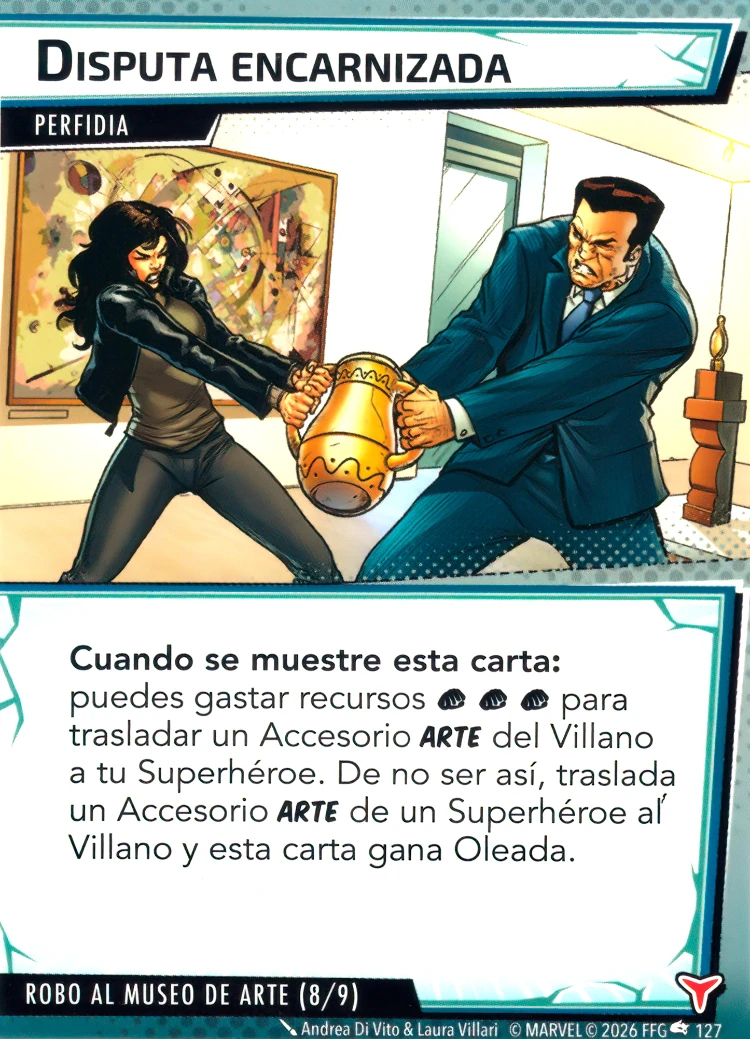 DISPUTA ENCARNIZADA
PERFIDIA
Cuando se muestre esta carta:
puedes gastar recursos para
trasladar un Accesorio ARTE del Villano
a tu Superhéroe. De no ser así, traslada
un Accesorio ARTE de un Superhéroe al
Villano y esta carta gana Oleada.
ROBO AL MUSEO DE ARTE (8/9)
Andrea Di Vito & Laura Villari © MARVEL © 2026 FFG 127